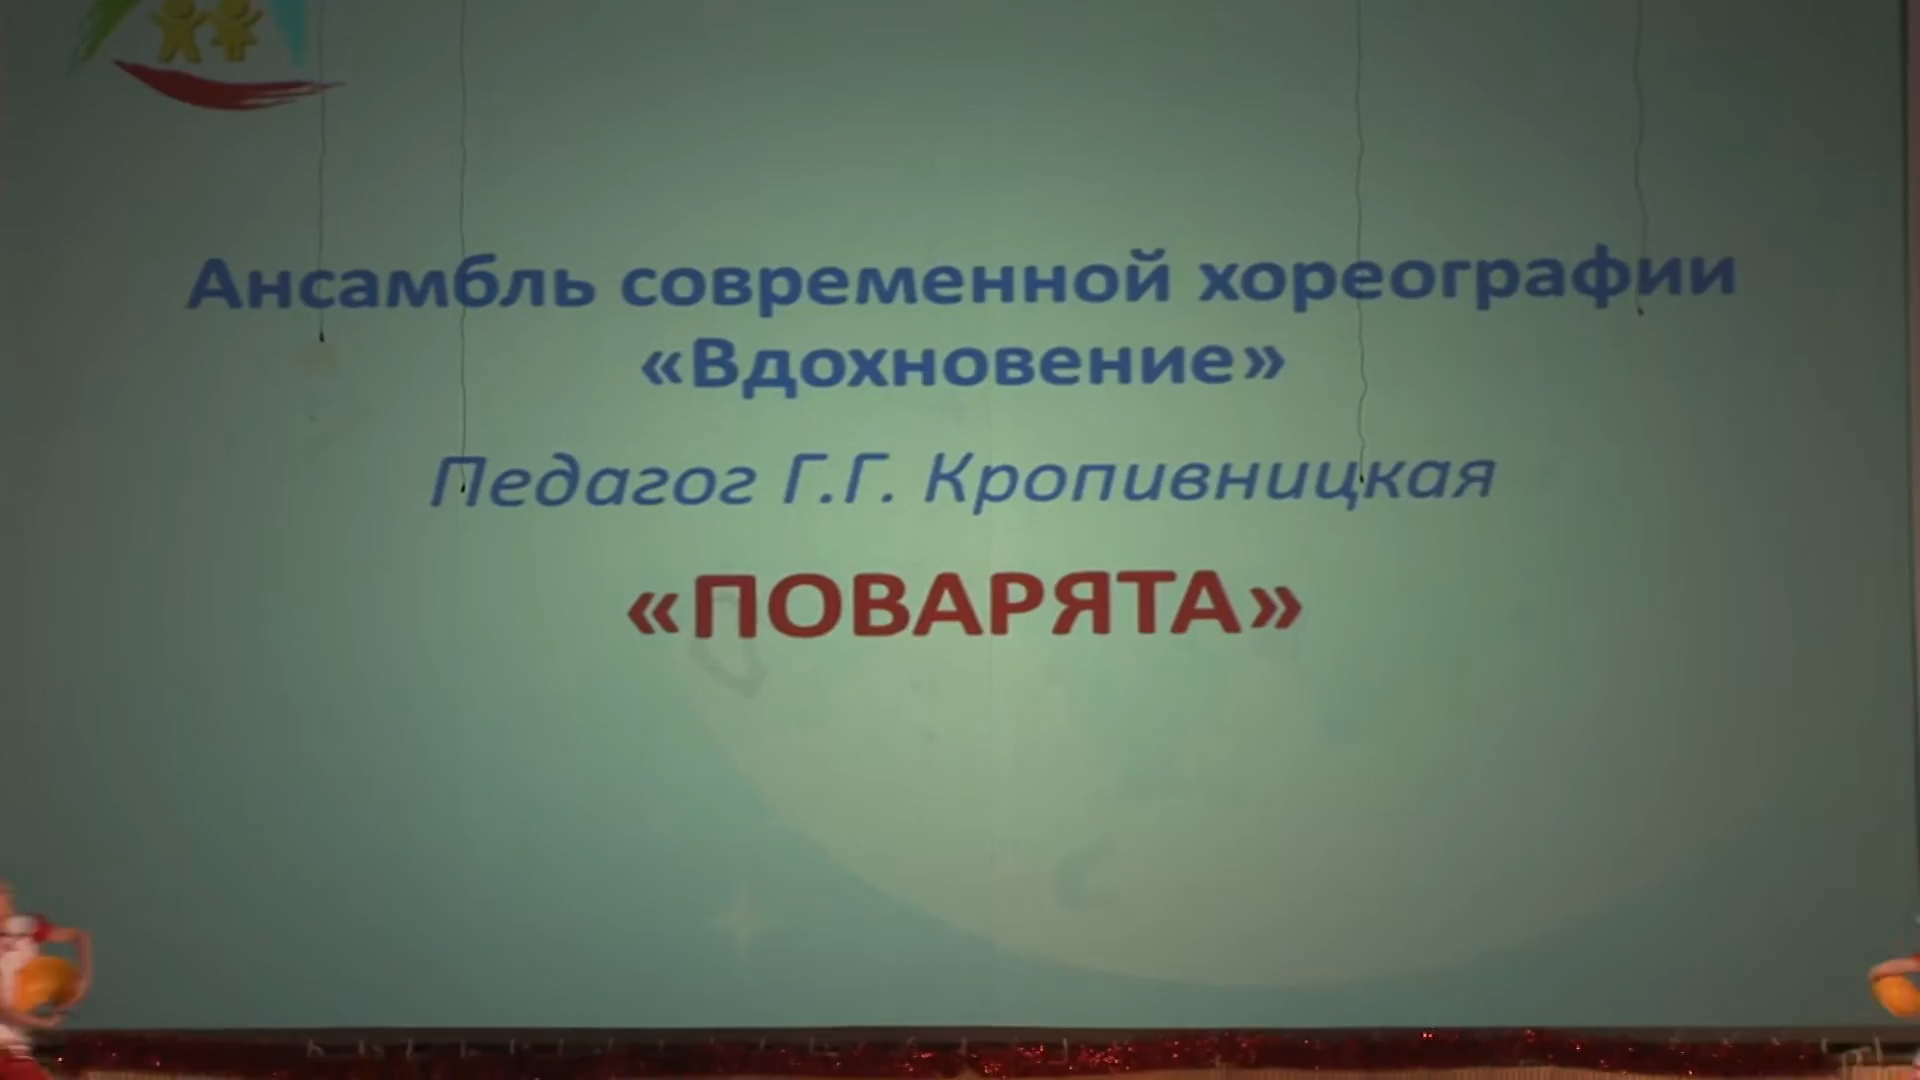 Ансамбль современной хореографии
«Вдохновение»
Педагог Г.Г. Кропивницкая
«ПОВАРЯТА»